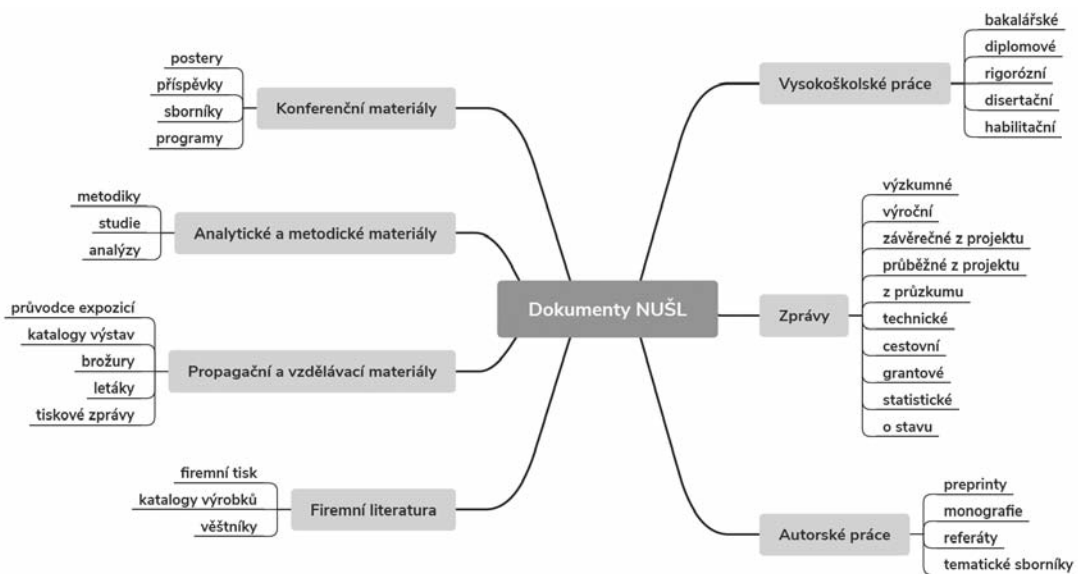 Dokumenty NUŠL
Konferenční materiály
postery
příspěvky
sborníky
programy
Analytické a metodické materiály
metodiky
studie
analýzy
Propagační a vzdělávací materiály
průvodce expozicí
katalogy výstav
brožury
letáky
tiskové zprávy
Firemní literatura
firemní tisk
katalogy výrobků
věštníky
Vysokoškolské práce
bakalářské
diplomové
rigorózní
disertační
habilitační
Zprávy
výzkumné
výroční
závěrečné z projektu
průběžné z projektu
z průzkumu
technické
cestovní
grantové
statistické
o stavu
Autorské práce
preprinty
monografie
referáty
tematické sborníky